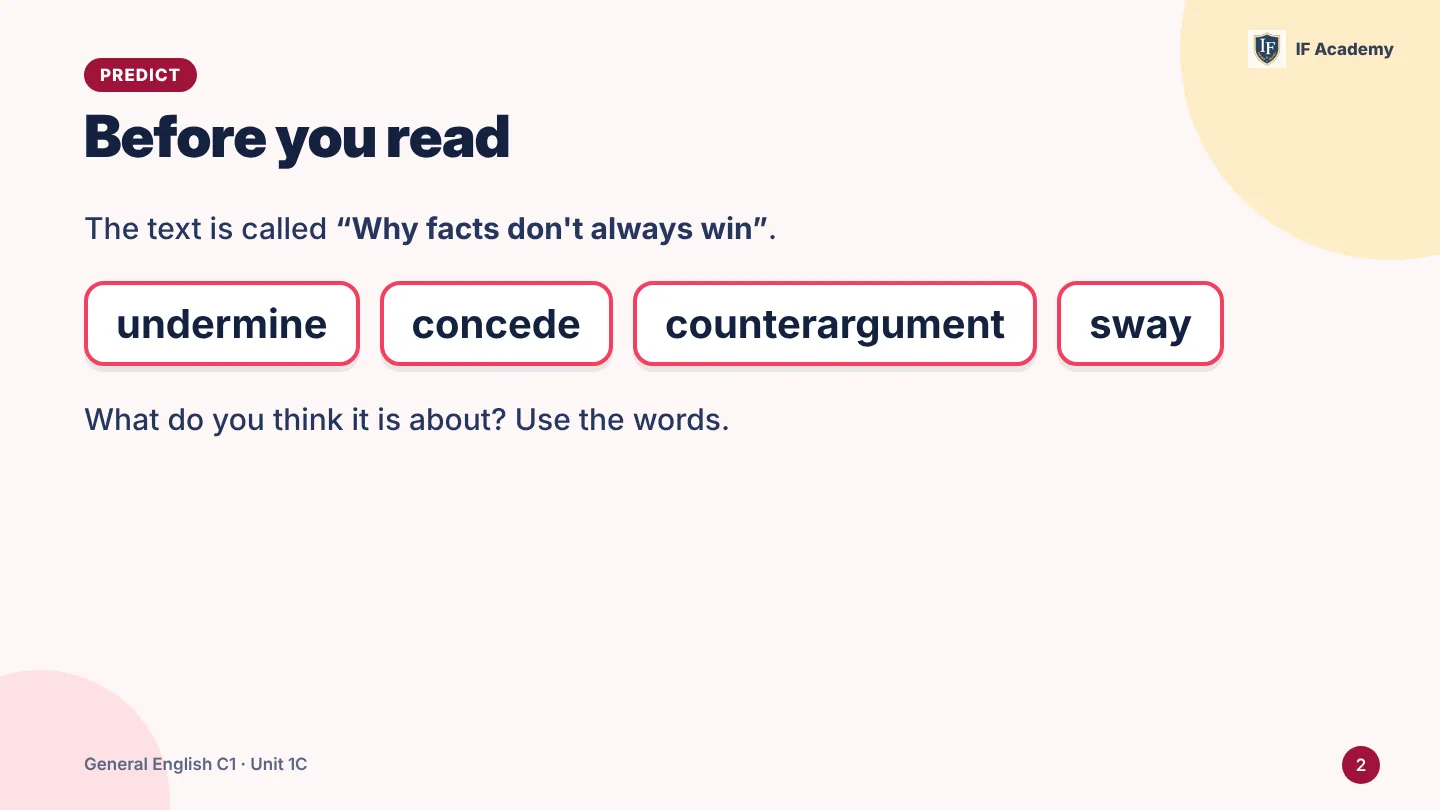 IF IF Academy
PREDICT
Before you read
The text is called “Why facts don't always win”.
undermine concede counterargument sway
What do you think it is about? Use the words.
General English C1 · Unit 1C
2